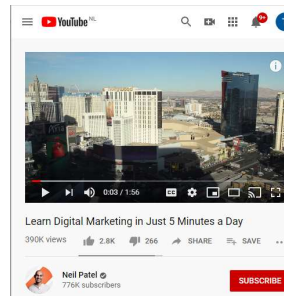 YouTube NL
9+
0:03 / 1:56
CC
Learn Digital Marketing in Just 5 Minutes a Day
390K views 2.8K 266 SHARE SAVE
Neil Patel
776K subscribers
SUBSCRIBE